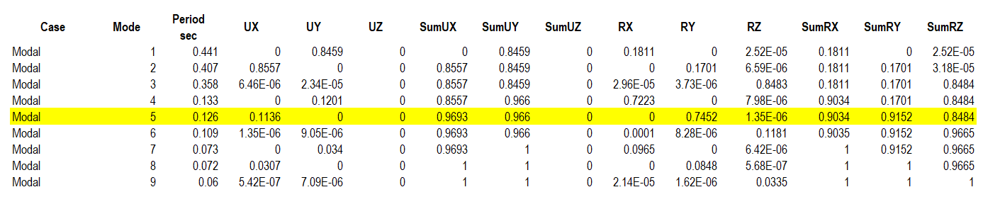 Case Mode Period sec UX UY UZ SumUX SumUY SumUZ RX RY RZ SumRX SumRY SumRZ
Modal 1 0.441 0 0.8459 0 0 0.8459 0 0.1811 0 2.52E-05 0.1811 0 2.52E-05
Modal 2 0.407 0.8557 0 0 0.8557 0.8459 0 0 0.1701 6.59E-06 0.1811 0.1701 3.18E-05
Modal 3 0.358 6.46E-06 2.34E-05 0 0.8557 0.8459 0 2.96E-05 3.73E-06 0.8483 0.1811 0.1701 0.8484
Modal 4 0.133 0 0.1201 0 0.8557 0.966 0 0.7223 0 7.98E-06 0.9034 0.1701 0.8484
Modal 5 0.126 0.1136 0 0 0.9693 0.966 0 0 0.7452 1.35E-06 0.9034 0.9152 0.8484
Modal 6 0.109 1.35E-06 9.05E-06 0 0.9693 0.966 0 0.0001 8.28E-06 0.1181 0.9035 0.9152 0.9665
Modal 7 0.073 0 0.034 0 0.9693 1 0 0.0965 0 6.42E-06 1 0.9152 0.9665
Modal 8 0.072 0.0307 0 0 1 1 0 0 0.0848 5.68E-07 1 1 0.9665
Modal 9 0.06 5.42E-07 7.09E-06 0 1 1 0 2.14E-05 1.62E-06 0.0335 1 1 1